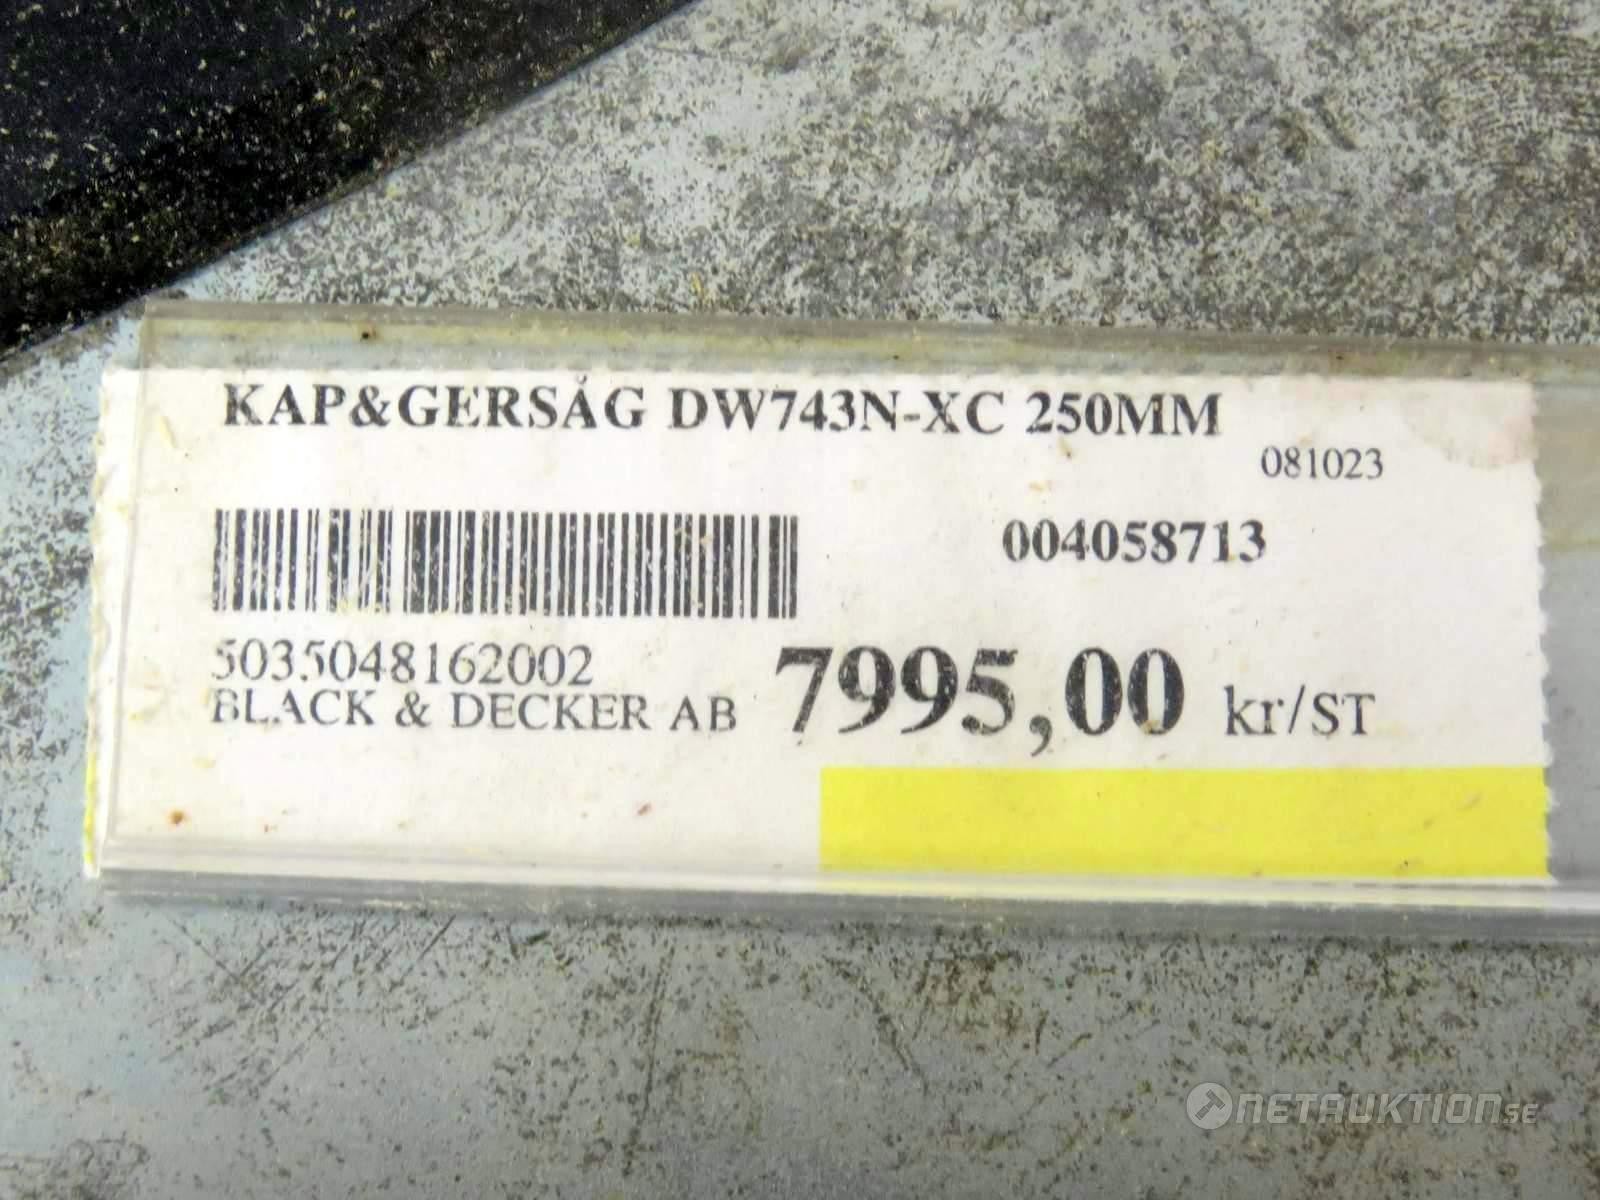 KAP&GERSÅG DW743N-XC 250MM
081023
004058713
5035048162002
BLACK & DECKER AB 7995,00 kr/ST
NETAUKTION.SE